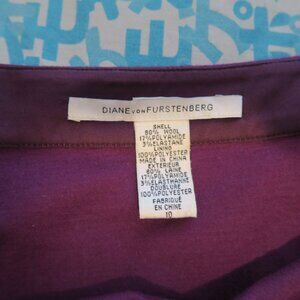 DIANE VON FURSTENBERG
SHELL
80% WOOL
17%POLYAMIDE
3%ELASTANE
LINING
100%POLYESTER
MADE IN CHINA
EXTERIEUR
80% LAINE
17%POLYAMIDE
3%ELASTHANNE
DOUBLURE
100%POLYESTER
FABRIQUÉ
EN CHINE
10